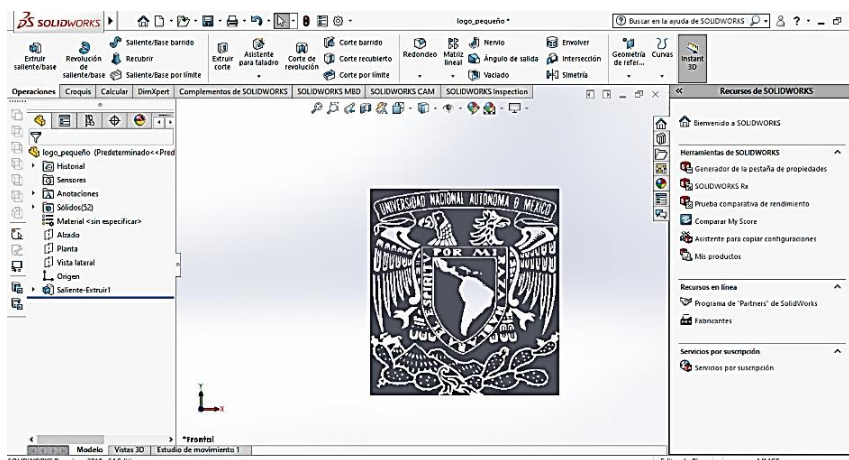 SOLIDWORKS
logo_pequeño *
Buscar en la ayuda de SOLIDWORKS
Extruir saliente/base
Revolución de saliente/base
Saliente/Base barrido
Recubrir
Saliente/Base por límite
Extruir corte
Asistente para taladro
Corte de revolución
Corte barrido
Corte recubierto
Corte por límite
Redondeo
Matriz lineal
Nervio
Ángulo de salida
Vaciado
Envolver
Intersección
Simetría
Geometría de refer...
Curvas
Instant 3D
Operaciones
Croquis
Calcular
DimXpert
Complementos de SOLIDWORKS
SOLIDWORKS MBD
SOLIDWORKS CAM
SOLIDWORKS Inspection
logo_pequeño (Predeterminado<<Pred
Historial
Sensores
Anotaciones
Sólidos(52)
Material <sin especificar>
Alzado
Planta
Vista lateral
Origen
Saliente-Extruir1
UNIVERSIDAD NACIONAL AUTONOMA D MEXICO
POR MI
RAZA HABLARA
EL ESPIRITV
Y
X
*Frontal
Modelo
Vistas 3D
Estudio de movimiento 1
Recursos de SOLIDWORKS
Bienvenido a SOLIDWORKS
Herramientas de SOLIDWORKS
Generador de la pestaña de propiedades
SOLIDWORKS Rx
Prueba comparativa de rendimiento
Comparar My Score
Asistente para copiar configuraciones
Mis productos
Recursos en línea
Programa de "Partners" de SolidWorks
Fabricantes
Servicios por suscripción
Servicios por suscripción